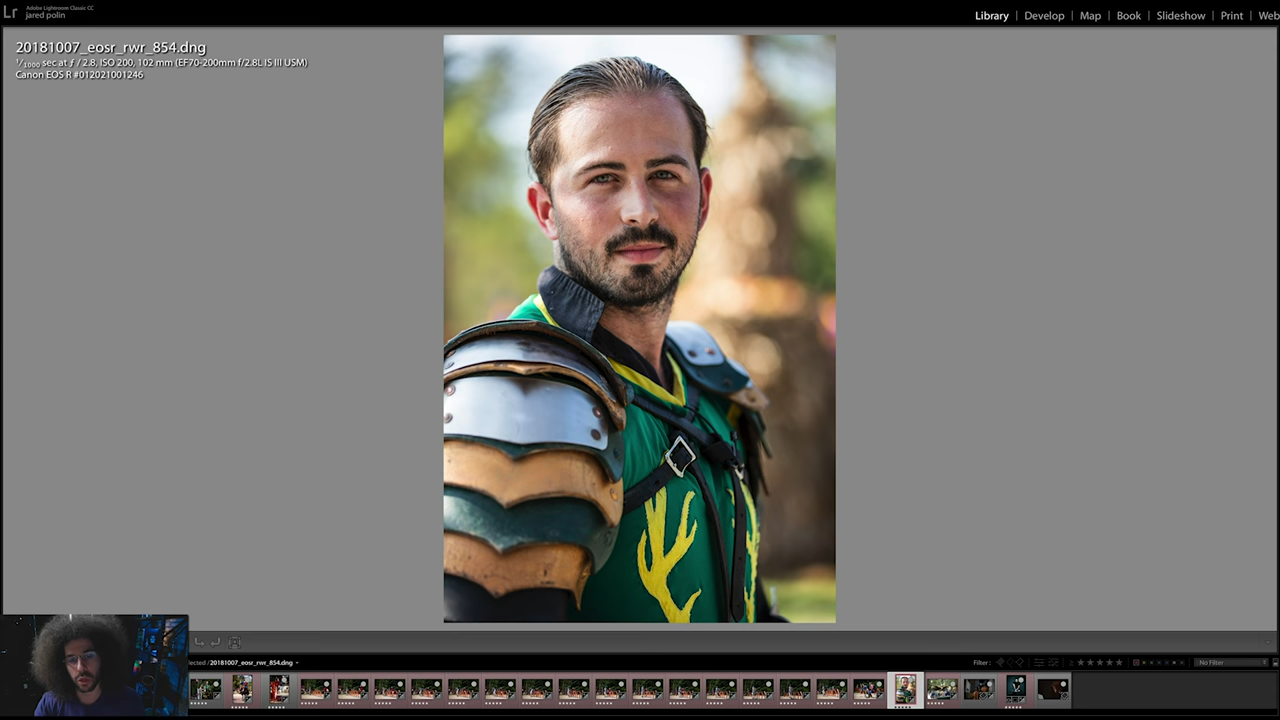 Lr
Adobe Lightroom Classic CC
jared polin
Library | Develop | Map | Book | Slideshow | Print | Web
20181007_eosr_rwr_854.dng
1/1000 sec at ƒ / 2.8, ISO 200, 102 mm (EF70-200mm f/2.8L IS III USM)
Canon EOS R #012021001246
lected / 20181007_eosr_rwr_854.dng
Filter :
No Filter